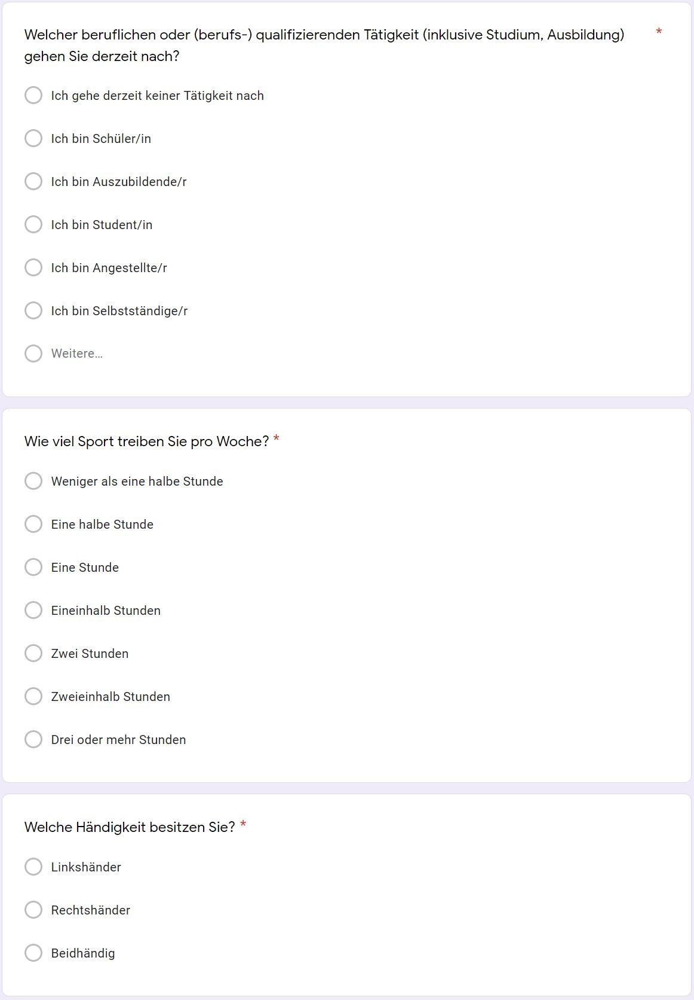 Welcher beruflichen oder (berufs-) qualifizierenden Tätigkeit (inklusive Studium, Ausbildung) *
gehen Sie derzeit nach?
Ich gehe derzeit keiner Tätigkeit nach
Ich bin Schüler/in
Ich bin Auszubildende/r
Ich bin Student/in
Ich bin Angestellte/r
Ich bin Selbstständige/r
Weitere…
Wie viel Sport treiben Sie pro Woche? *
Weniger als eine halbe Stunde
Eine halbe Stunde
Eine Stunde
Eineinhalb Stunden
Zwei Stunden
Zweieinhalb Stunden
Drei oder mehr Stunden
Welche Händigkeit besitzen Sie? *
Linkshänder
Rechtshänder
Beidhändig